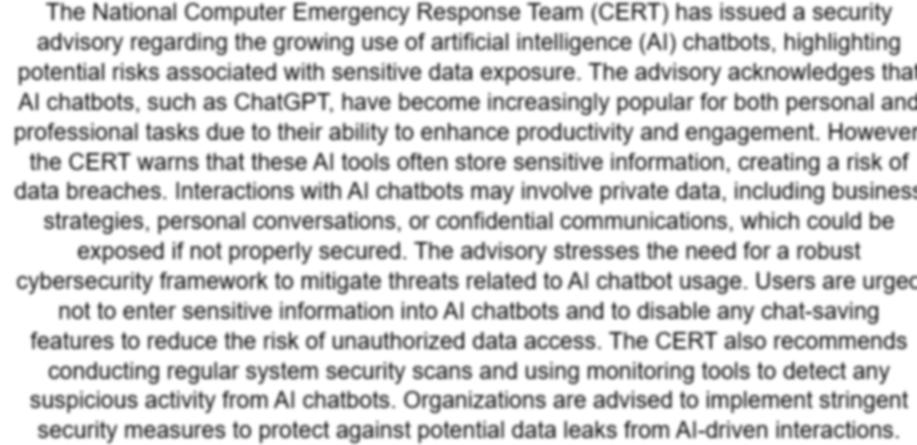 The National Computer Emergency Response Team (CERT) has issued a security
advisory regarding the growing use of artificial intelligence (AI) chatbots, highlighting
potential risks associated with sensitive data exposure. The advisory acknowledges that
AI chatbots, such as ChatGPT, have become increasingly popular for both personal and
professional tasks due to their ability to enhance productivity and engagement. However
the CERT warns that these AI tools often store sensitive information, creating a risk of
data breaches. Interactions with AI chatbots may involve private data, including business
strategies, personal conversations, or confidential communications, which could be
exposed if not properly secured. The advisory stresses the need for a robust
cybersecurity framework to mitigate threats related to AI chatbot usage. Users are urged
not to enter sensitive information into AI chatbots and to disable any chat-saving
features to reduce the risk of unauthorized data access. The CERT also recommends
conducting regular system security scans and using monitoring tools to detect any
suspicious activity from AI chatbots. Organizations are advised to implement stringent
security measures to protect against potential data leaks from AI-driven interactions.